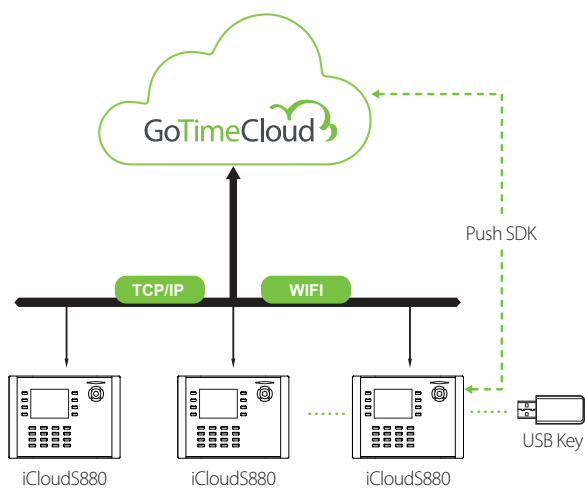 GoTimeCloud
Push SDK
TCP/IP
WIFI
USB Key
iCloudS880
iCloudS880
iCloudS880